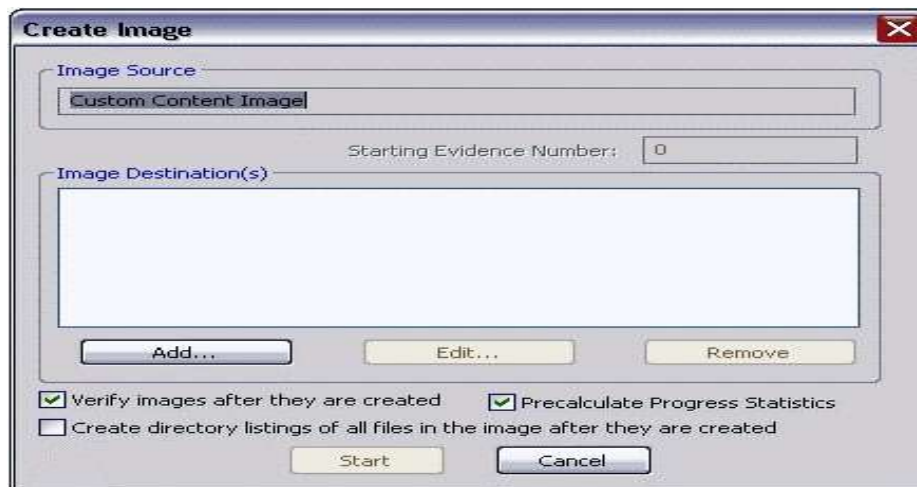 Create Image
Image Source
Custom Content Image
Starting Evidence Number: 0
Image Destination(s)
Add... Edit... Remove
Verify images after they are created Precalculate Progress Statistics
Create directory listings of all files in the image after they are created
Start Cancel